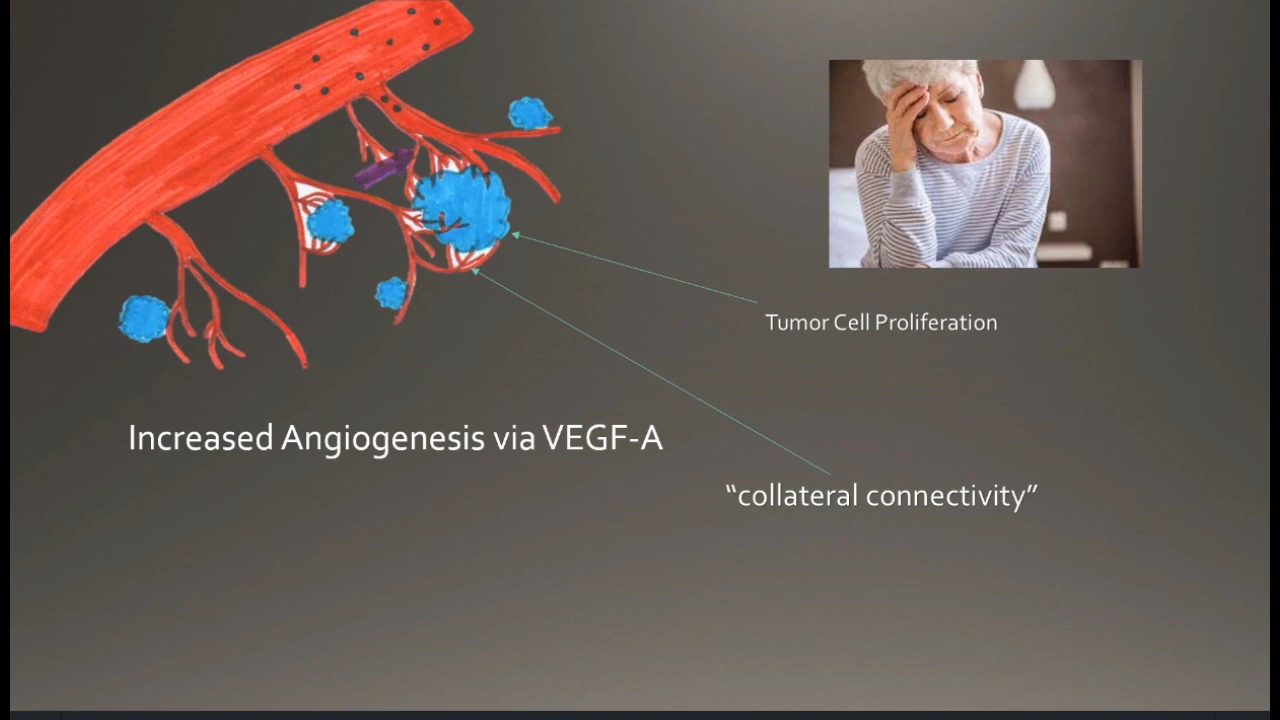 Tumor Cell Proliferation
Increased Angiogenesis via VEGF-A
“collateral connectivity”